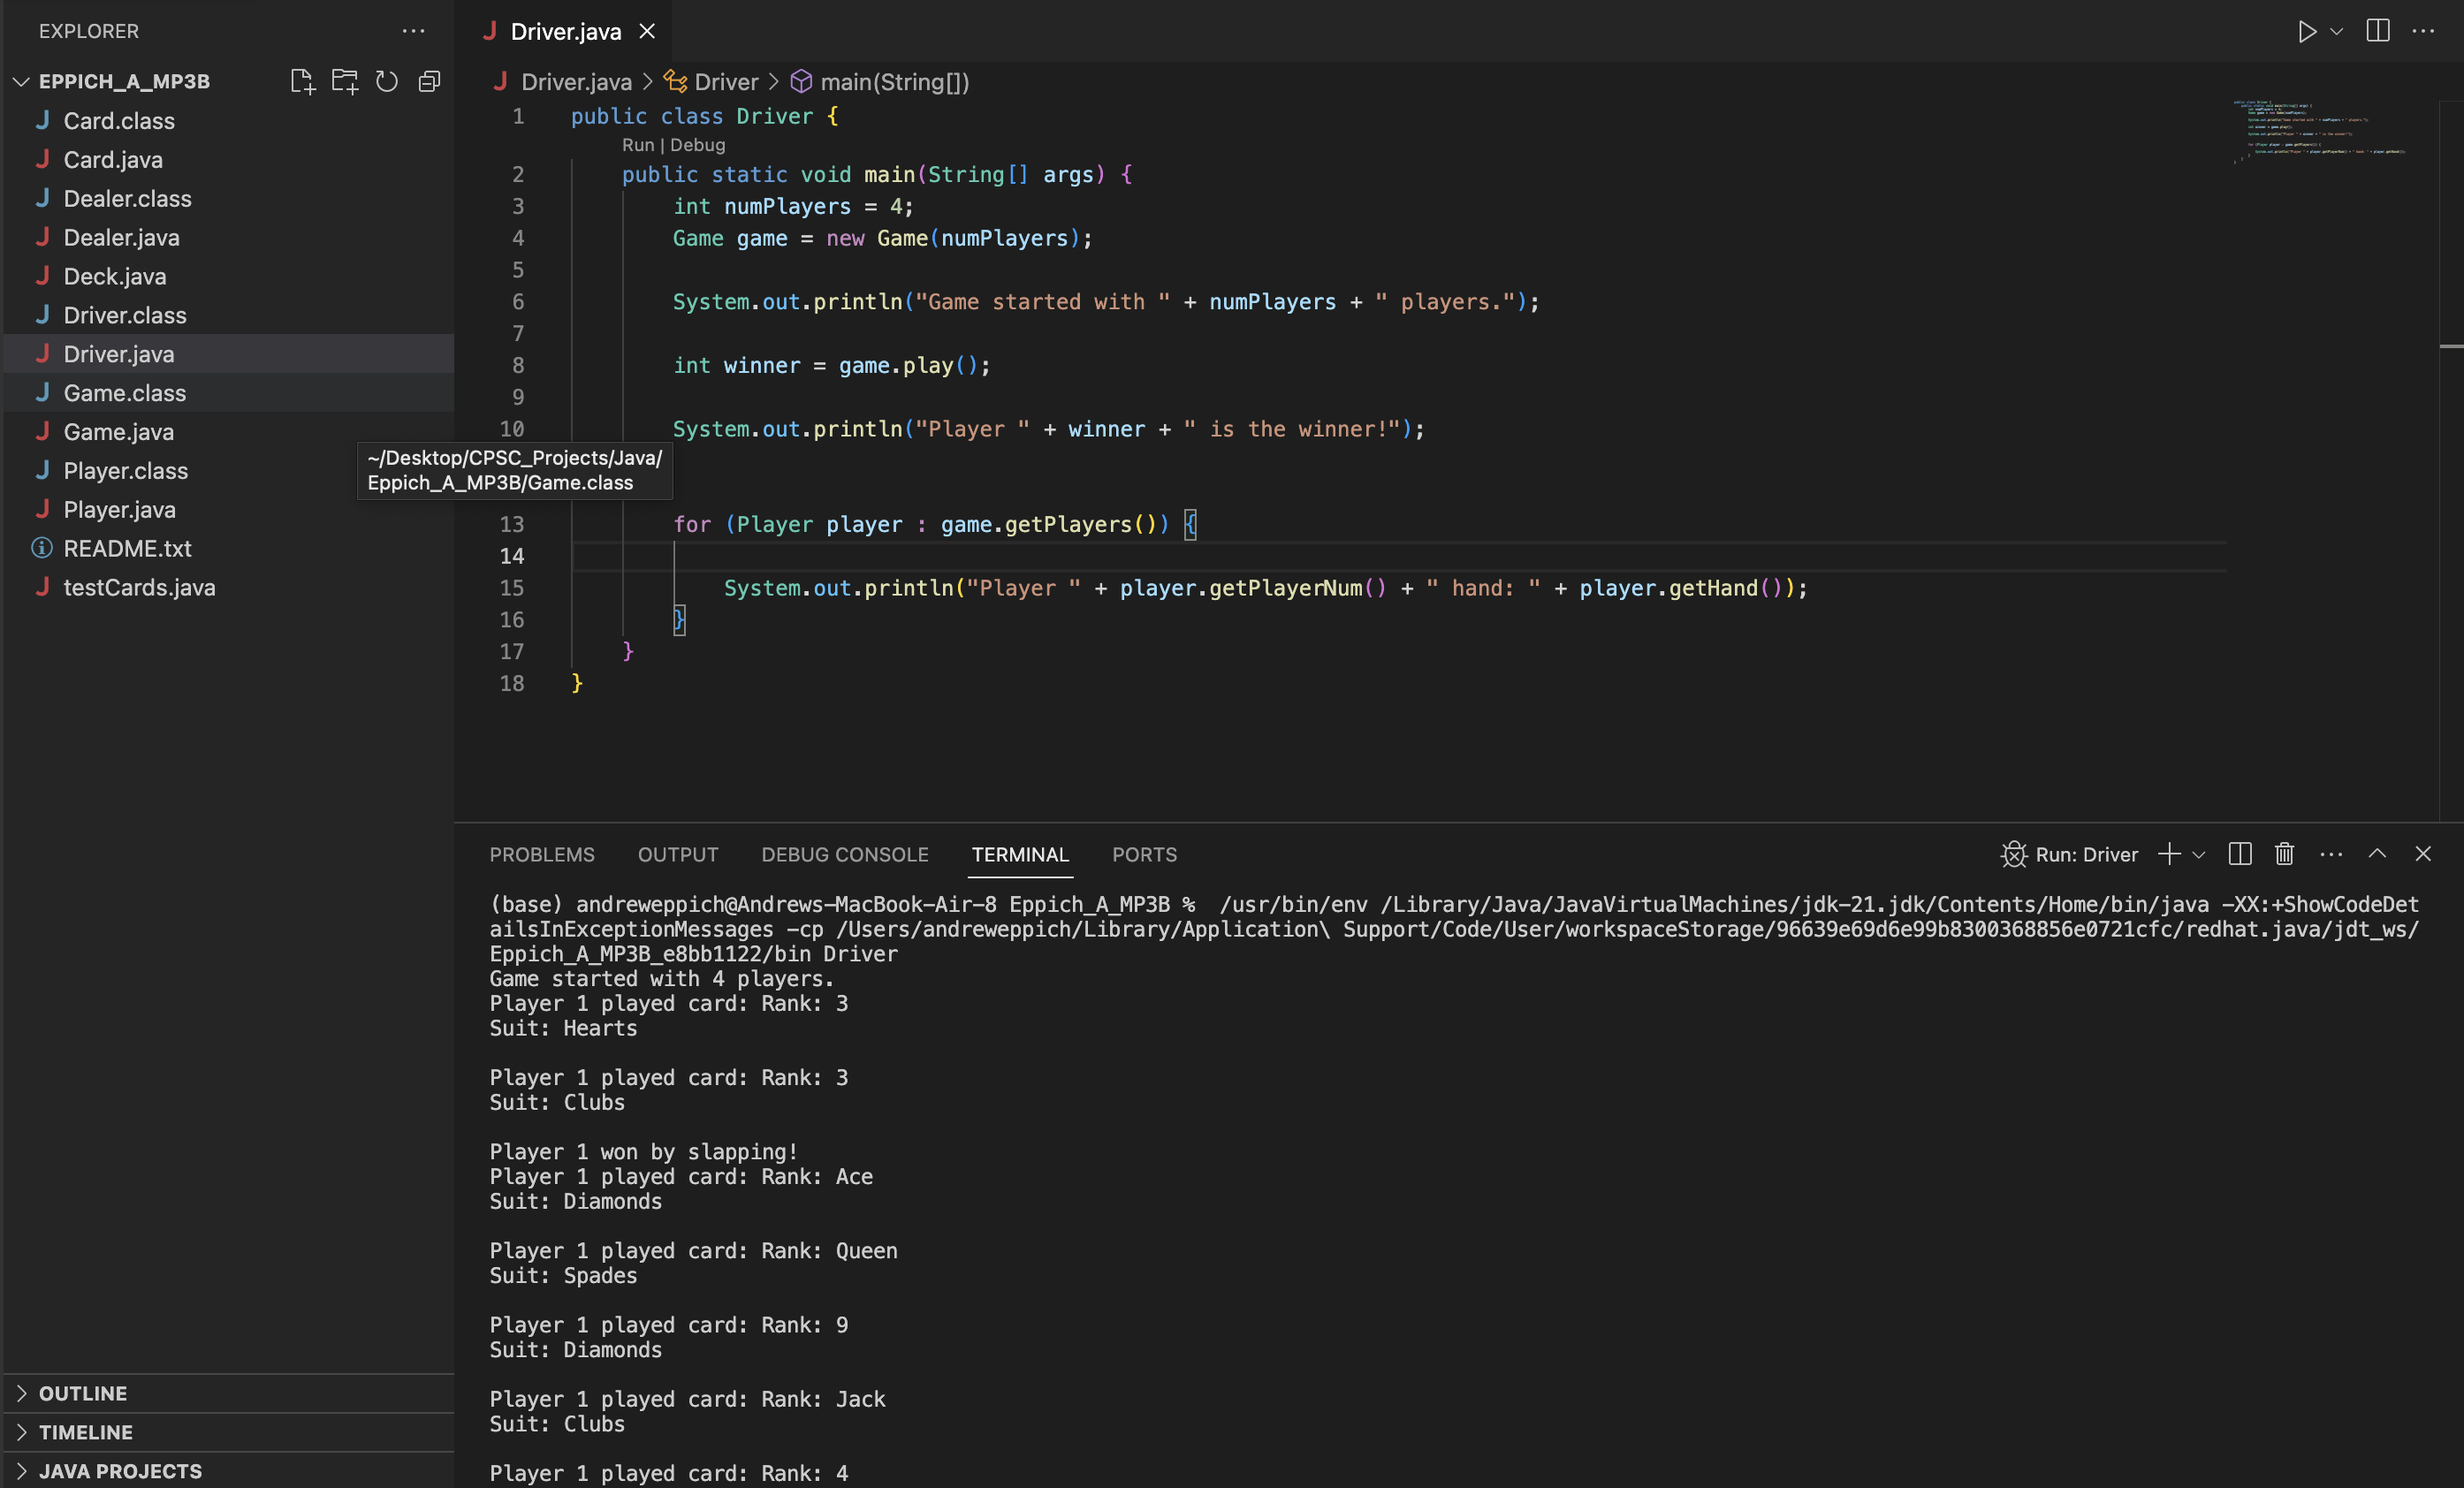 EXPLORER
EPPICH_A_MP3B
Card.class
Card.java
Dealer.class
Dealer.java
Deck.java
Driver.class
Driver.java
Game.class
Game.java
Player.class
Player.java
README.txt
testCards.java
OUTLINE
TIMELINE
JAVA PROJECTS
~/Desktop/CPSC_Projects/Java/
Eppich_A_MP3B/Game.class
Driver.java
Driver.java > Driver > main(String[])
1 public class Driver {
Run | Debug
2 public static void main(String[] args) {
3 int numPlayers = 4;
4 Game game = new Game(numPlayers);
5
6 System.out.println("Game started with " + numPlayers + " players.");
7
8 int winner = game.play();
9
10 System.out.println("Player " + winner + " is the winner!");
13 for (Player player : game.getPlayers()) {
14
15 System.out.println("Player " + player.getPlayerNum() + " hand: " + player.getHand());
16 }
17 }
18 }
PROBLEMS OUTPUT DEBUG CONSOLE TERMINAL PORTS Run: Driver
(base) andreweppich@Andrews-MacBook-Air-8 Eppich_A_MP3B %  /usr/bin/env /Library/Java/JavaVirtualMachines/jdk-21.jdk/Contents/Home/bin/java -XX:+ShowCodeDet
ailsInExceptionMessages -cp /Users/andreweppich/Library/Application\ Support/Code/User/workspaceStorage/96639e69d6e99b8300368856e0721cfc/redhat.java/jdt_ws/
Eppich_A_MP3B_e8bb1122/bin Driver
Game started with 4 players.
Player 1 played card: Rank: 3
Suit: Hearts
Player 1 played card: Rank: 3
Suit: Clubs
Player 1 won by slapping!
Player 1 played card: Rank: Ace
Suit: Diamonds
Player 1 played card: Rank: Queen
Suit: Spades
Player 1 played card: Rank: 9
Suit: Diamonds
Player 1 played card: Rank: Jack
Suit: Clubs
Player 1 played card: Rank: 4